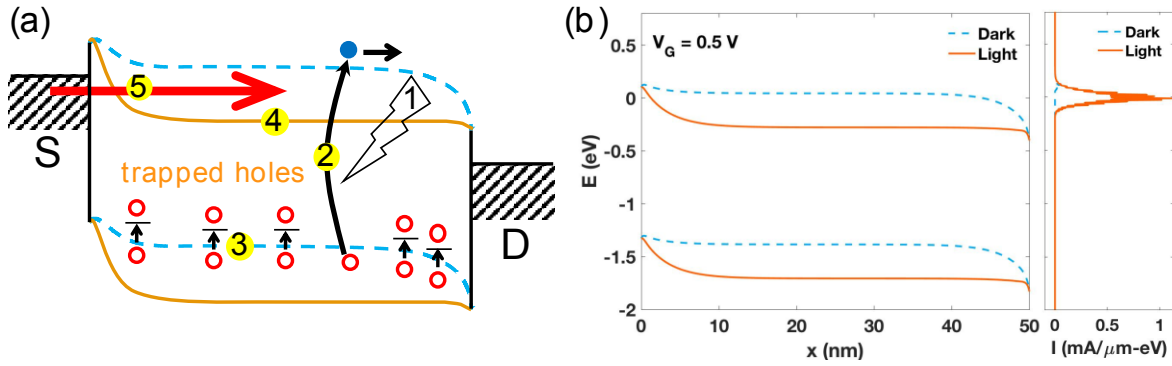 (a)
1
5
4
S
2
trapped holes
3
D
(b)
V_G = 0.5 V
Dark
Light
Dark
Light
0.5
0
-0.5
-1
-1.5
-2
E (eV)
0 10 20 30 40 50
x (nm)
0 0.5 1
I (mA/μm-eV)